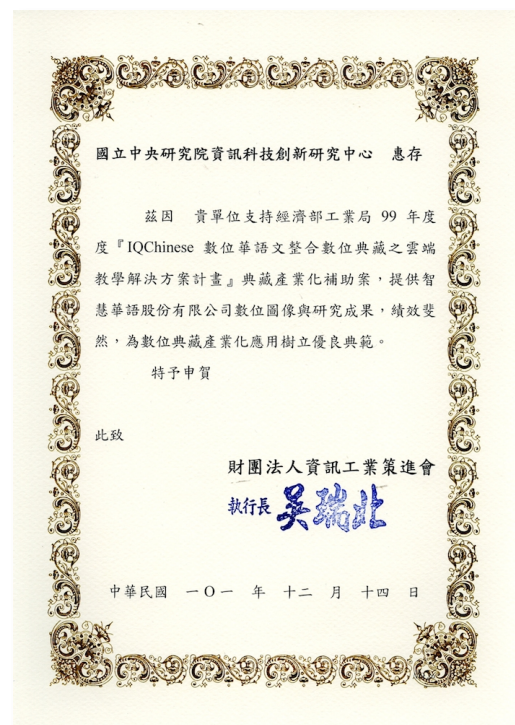 國立中央研究院資訊科技創新研究中心 惠存
茲因 貴單位支持經濟部工業局 99 年度
度『IQChinese 數位華語文整合數位典藏之雲端
教學解決方案計畫』典藏產業化補助案，提供智
慧華語股份有限公司數位圖像與研究成果，績效斐
然，為數位典藏產業化應用樹立優良典範。
特予申賀
此致
財團法人資訊工業策進會
執行長 吳瑞北
中華民國 一〇一 年 十二 月 十四 日